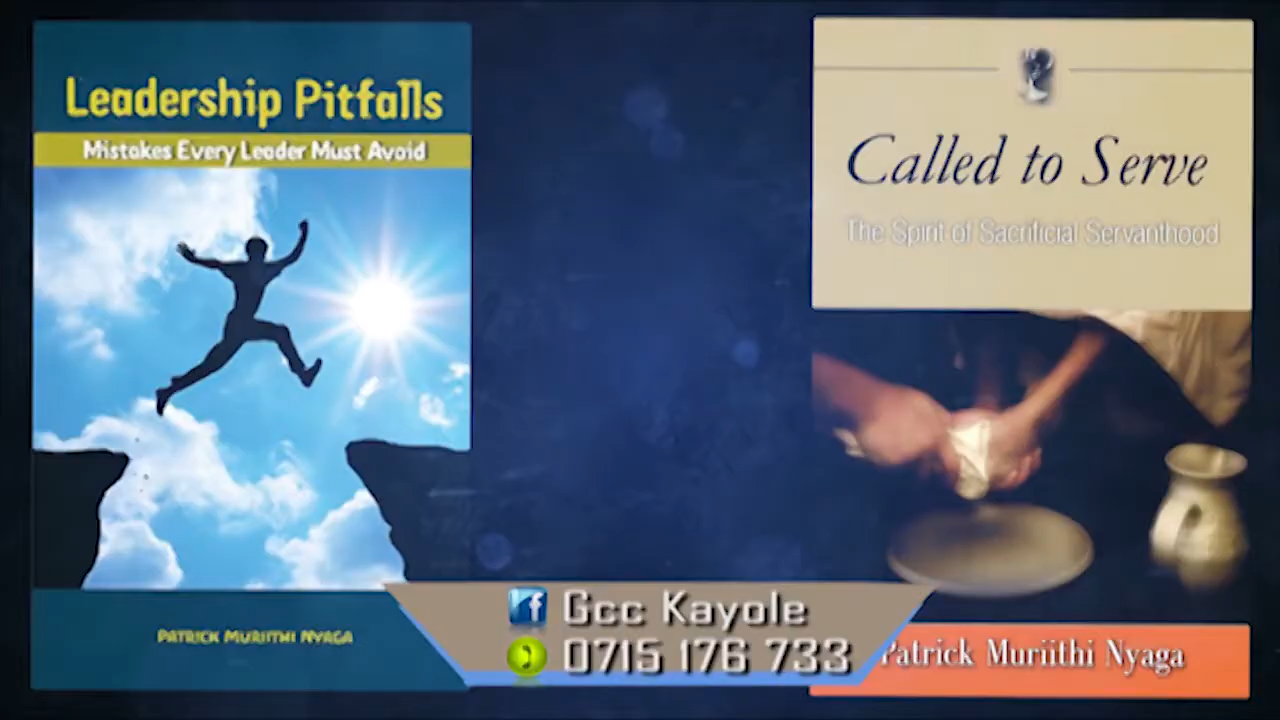 Leadership Pitfalls
Mistakes Every Leader Must Avoid
PATRICK MURIITHI NYAGA
Called to Serve
The Spirit of Sacrificial Servanthood
Patrick Muriithi Nyaga
f Gcc Kayole
0715 176 733